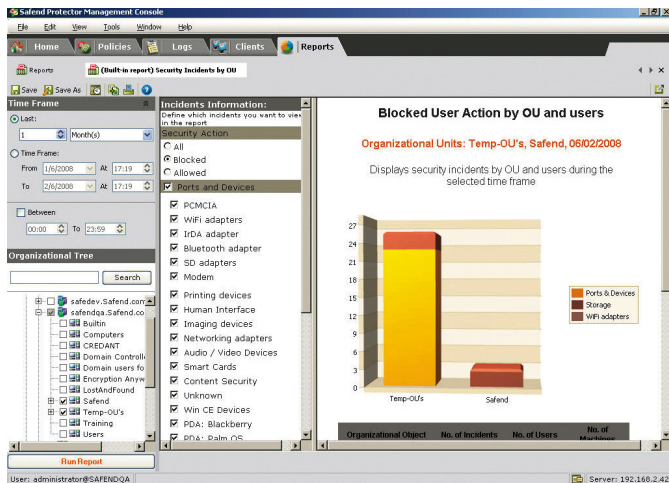 Safend Protector Management Console
File Edit View Tools Window Help
Home Policies Logs Clients Reports
Reports (Built-in report) Security Incidents by OU
Save Save As
Time Frame
Last:
1 Month(s)
Time Frame:
From 1/6/2008 At 17:19
To 2/6/2008 At 17:19
Between
00:00 To 23:59
Organizational Tree
Search
safedev.Safend.com
safendqa.Safend.co
Builtin
Computers
CREDANT
Domain Controll
Domain users fo
Encryption Anyw
LostAndFound
Safend
Temp-OU's
Training
Users
Run Report
Incidents Information:
Define which incidents you want to view
in the report
Security Action
All
Blocked
Allowed
Ports and Devices
PCMCIA
WiFi adapters
IrDA adapter
Bluetooth adapter
SD adapters
Modem
Printing devices
Human Interface
Imaging devices
Networking adapters
Audio / Video Devices
Smart Cards
Content Security
Unknown
Win CE Devices
PDA: Blackberry
PDA: Palm OS
Blocked User Action by OU and users
Organizational Units: Temp-OU's, Safend, 06/02/2008
Displays security incidents by OU and users during the
selected time frame
27
24
21
18
15
12
9
6
3
0
Temp-OU's Safend
Ports & Devices
Storage
WiFi adapters
Organizational Object No. of Incidents No. of Users No. of
Machines
User: administrator@SAFENDQA Server: 192.168.2.42